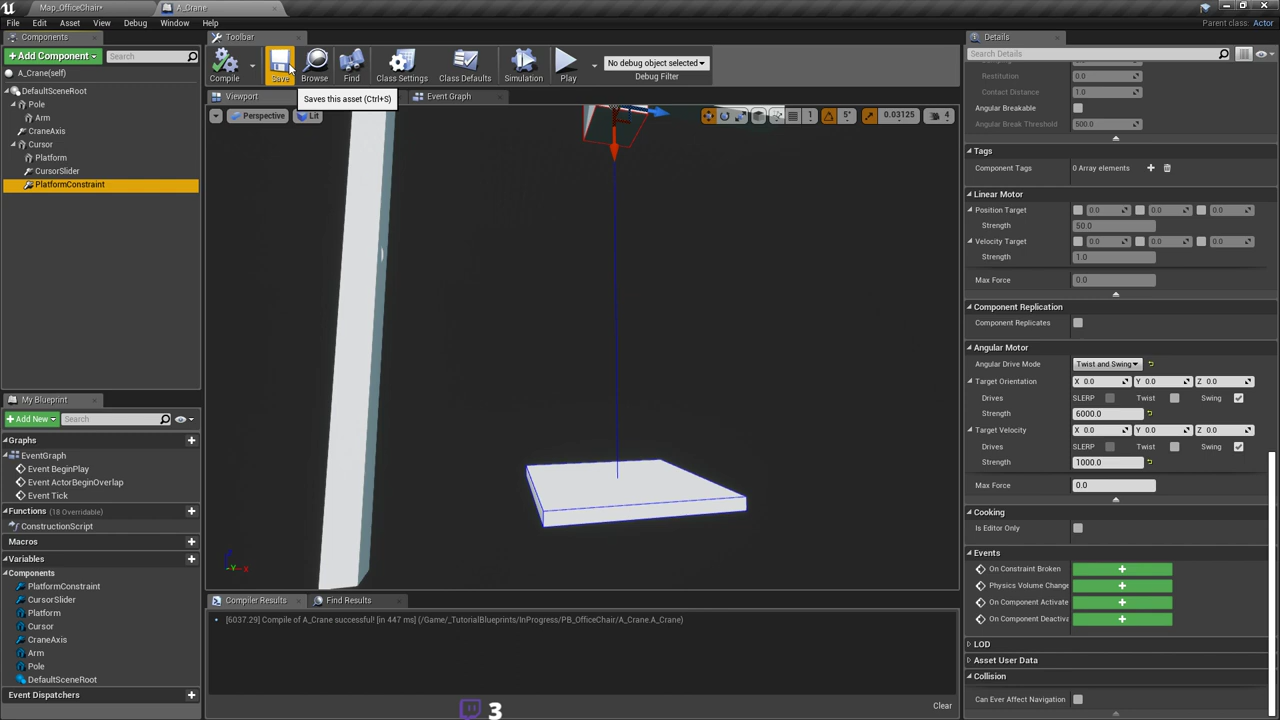 Map_OfficeChair*
A_Crane
File Edit Asset View Debug Window Help
Parent class: Actor
Components
Add Component
Search
A_Crane(self)
DefaultSceneRoot
Pole
Arm
CraneAxis
Cursor
Platform
CursorSlider
PlatformConstraint
My Blueprint
Add New
Search
Graphs
EventGraph
Event BeginPlay
Event ActorBeginOverlap
Event Tick
Functions (18 Overridable)
ConstructionScript
Macros
Variables
Components
PlatformConstraint
CursorSlider
Platform
Cursor
CraneAxis
Arm
Pole
DefaultSceneRoot
Event Dispatchers
Toolbar
Compile Save Browse Find Class Settings Class Defaults Simulation Play
No debug object selected
Debug Filter
Saves this asset (Ctrl+S)
Viewport
Event Graph
Perspective Lit
1 5° 0.03125 4
Z Y X
Compiler Results
Find Results
[6037.29] Compile of A_Crane successful! [in 447 ms] (/Game/_TutorialBlueprints/InProgress/PB_OfficeChair/A_Crane.A_Crane)
Clear
3
Details
Search Details
Restitution 0.0
Contact Distance 1.0
Angular Breakable
Angular Break Threshold 500.0
Tags
Component Tags 0 Array elements
Linear Motor
Position Target 0.0 0.0 0.0
Strength 50.0
Velocity Target 0.0 0.0 0.0
Strength 1.0
Max Force 0.0
Component Replication
Component Replicates
Angular Motor
Angular Drive Mode Twist and Swing
Target Orientation X 0.0 Y 0.0 Z 0.0
Drives SLERP Twist Swing
Strength 6000.0
Target Velocity X 0.0 Y 0.0 Z 0.0
Drives SLERP Twist Swing
Strength 1000.0
Max Force 0.0
Cooking
Is Editor Only
Events
On Constraint Broken
Physics Volume Change
On Component Activate
On Component Deactiva
LOD
Asset User Data
Collision
Can Ever Affect Navigation